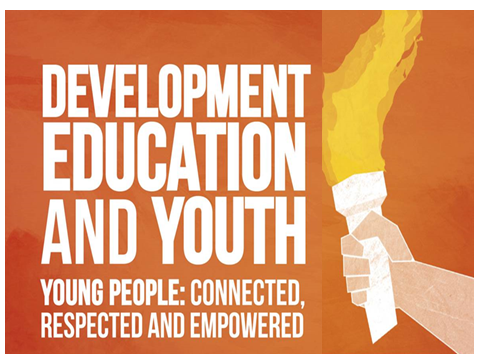 DEVELOPMENT
EDUCATION
AND YOUTH
YOUNG PEOPLE: CONNECTED,
RESPECTED AND EMPOWERED